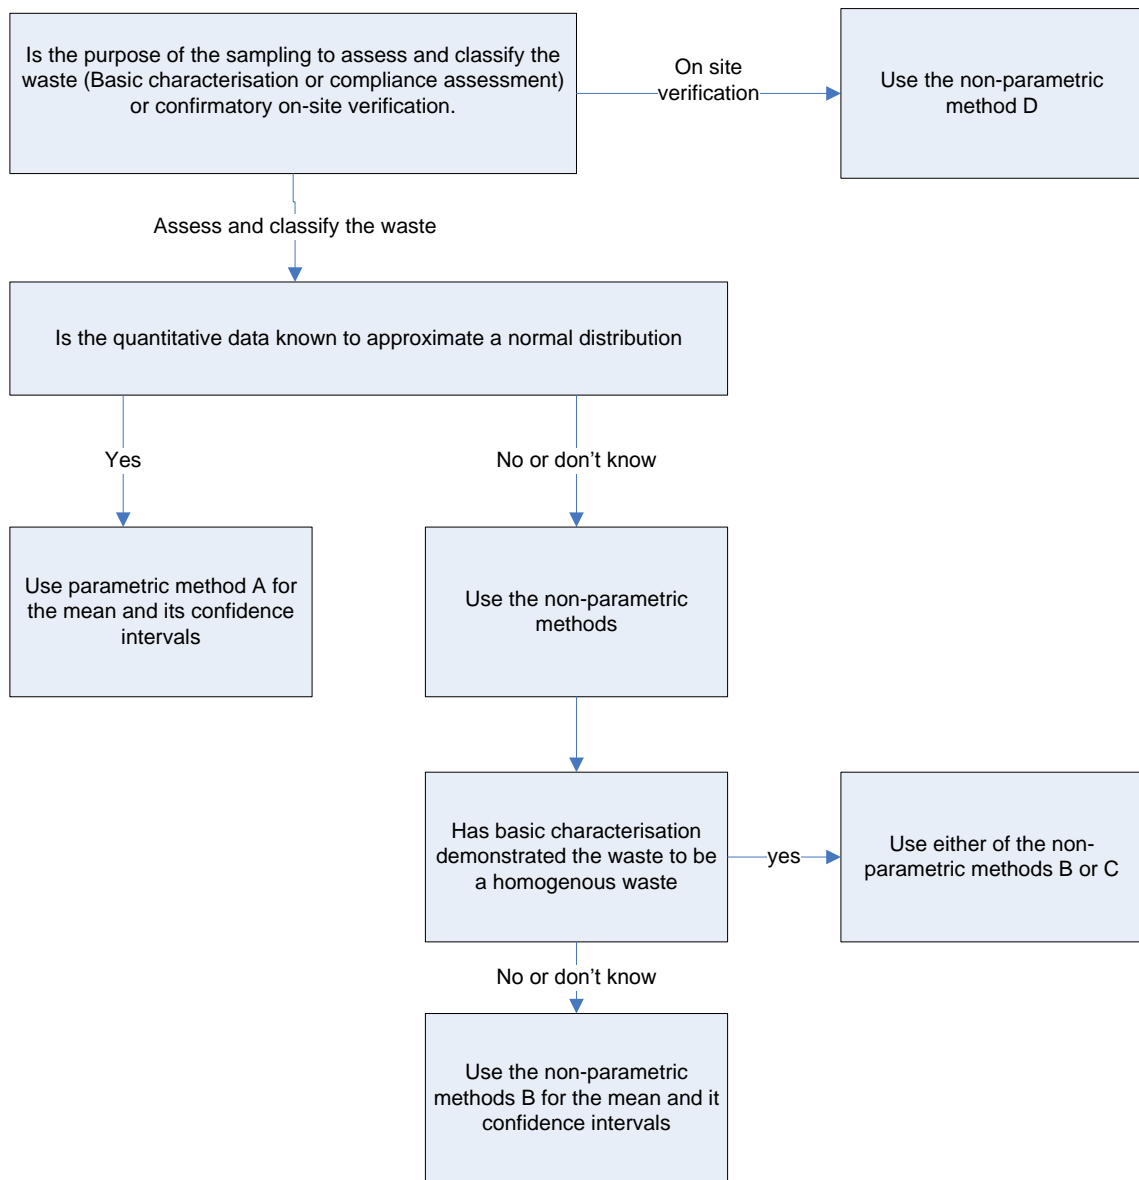 Is the purpose of the sampling to assess and classify the
waste (Basic characterisation or compliance assessment)
or confirmatory on-site verification.
On site
verification
Use the non-parametric
method D
Assess and classify the waste
Is the quantitative data known to approximate a normal distribution
Yes
No or don’t know
Use parametric method A for
the mean and its confidence
intervals
Use the non-parametric
methods
Has basic characterisation
demonstrated the waste to be
a homogenous waste
yes
Use either of the non-
parametric methods B or C
No or don’t know
Use the non-parametric
methods B for the mean and it
confidence intervals